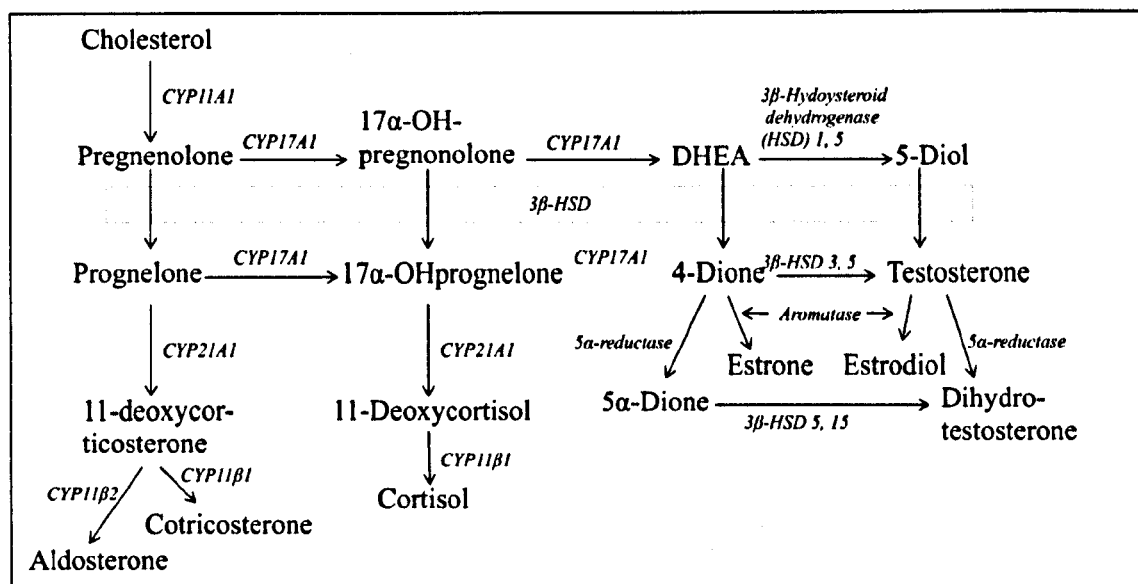 Cholesterol
CYP11A1
3β-Hydoysteroid
dehydrogenase
(HSD) 1, 5
17α-OH-
pregnonolone
Pregnenolone
CYP17A1
CYP17A1
DHEA
5-Diol
3β-HSD
Prognelone
CYP17A1
17α-OHprognelone
CYP17A1
4-Dione
3β-HSD 3, 5
Testosterone
Aromatase
CYP21A1
CYP21A1
5α-reductase
Estrone
Estrodiol
5α-reductase
11-deoxycor-
ticosterone
11-Deoxycortisol
5α-Dione
3β-HSD 5, 15
Dihydro-
testosterone
CYP11β2
CYP11β1
CYP11β1
Cotricosterone
Cortisol
Aldosterone